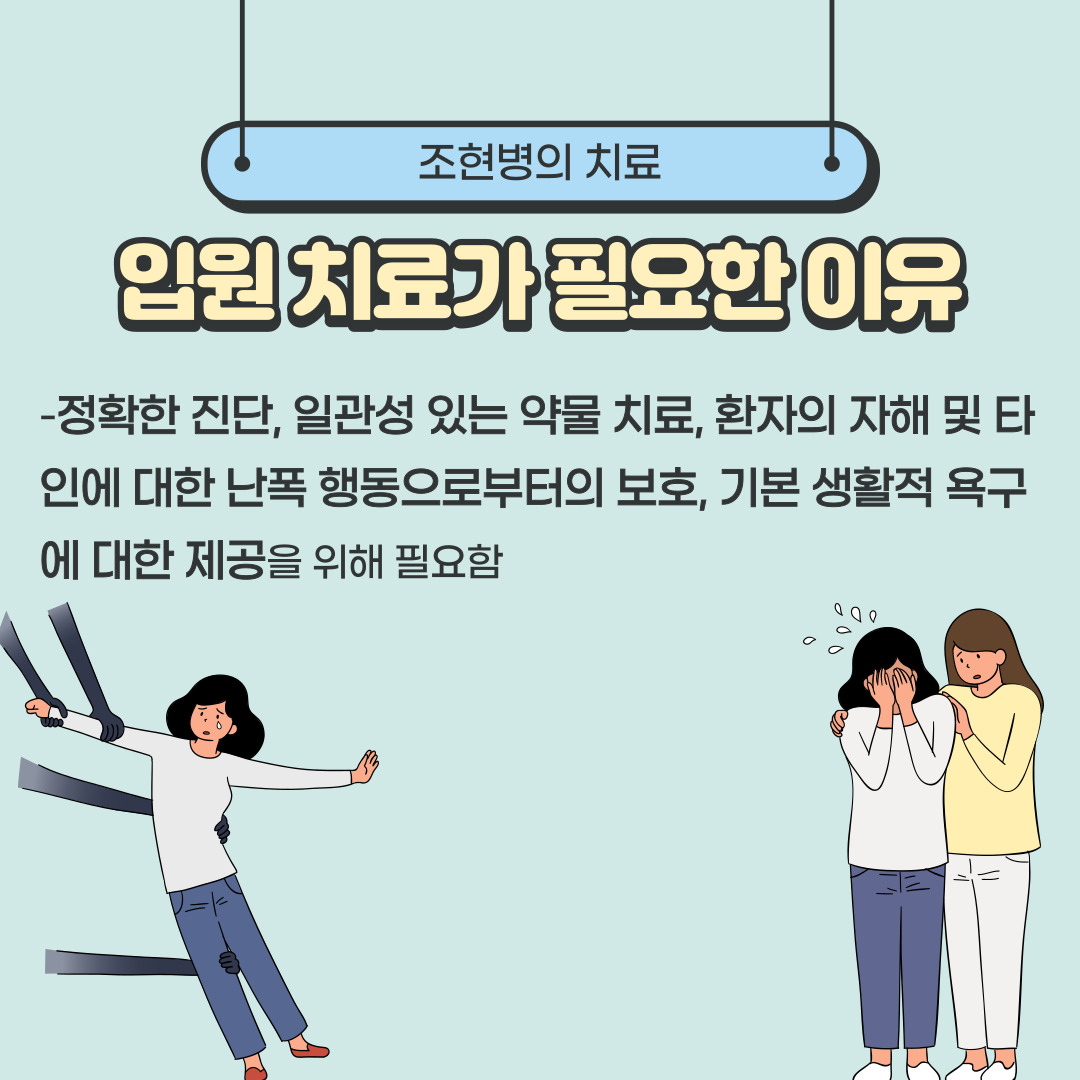 조현병의 치료
입원 치료가 필요한 이유
-정확한 진단, 일관성 있는 약물 치료, 환자의 자해 및 타
인에 대한 난폭 행동으로부터의 보호, 기본 생활적 욕구
에 대한 제공을 위해 필요함